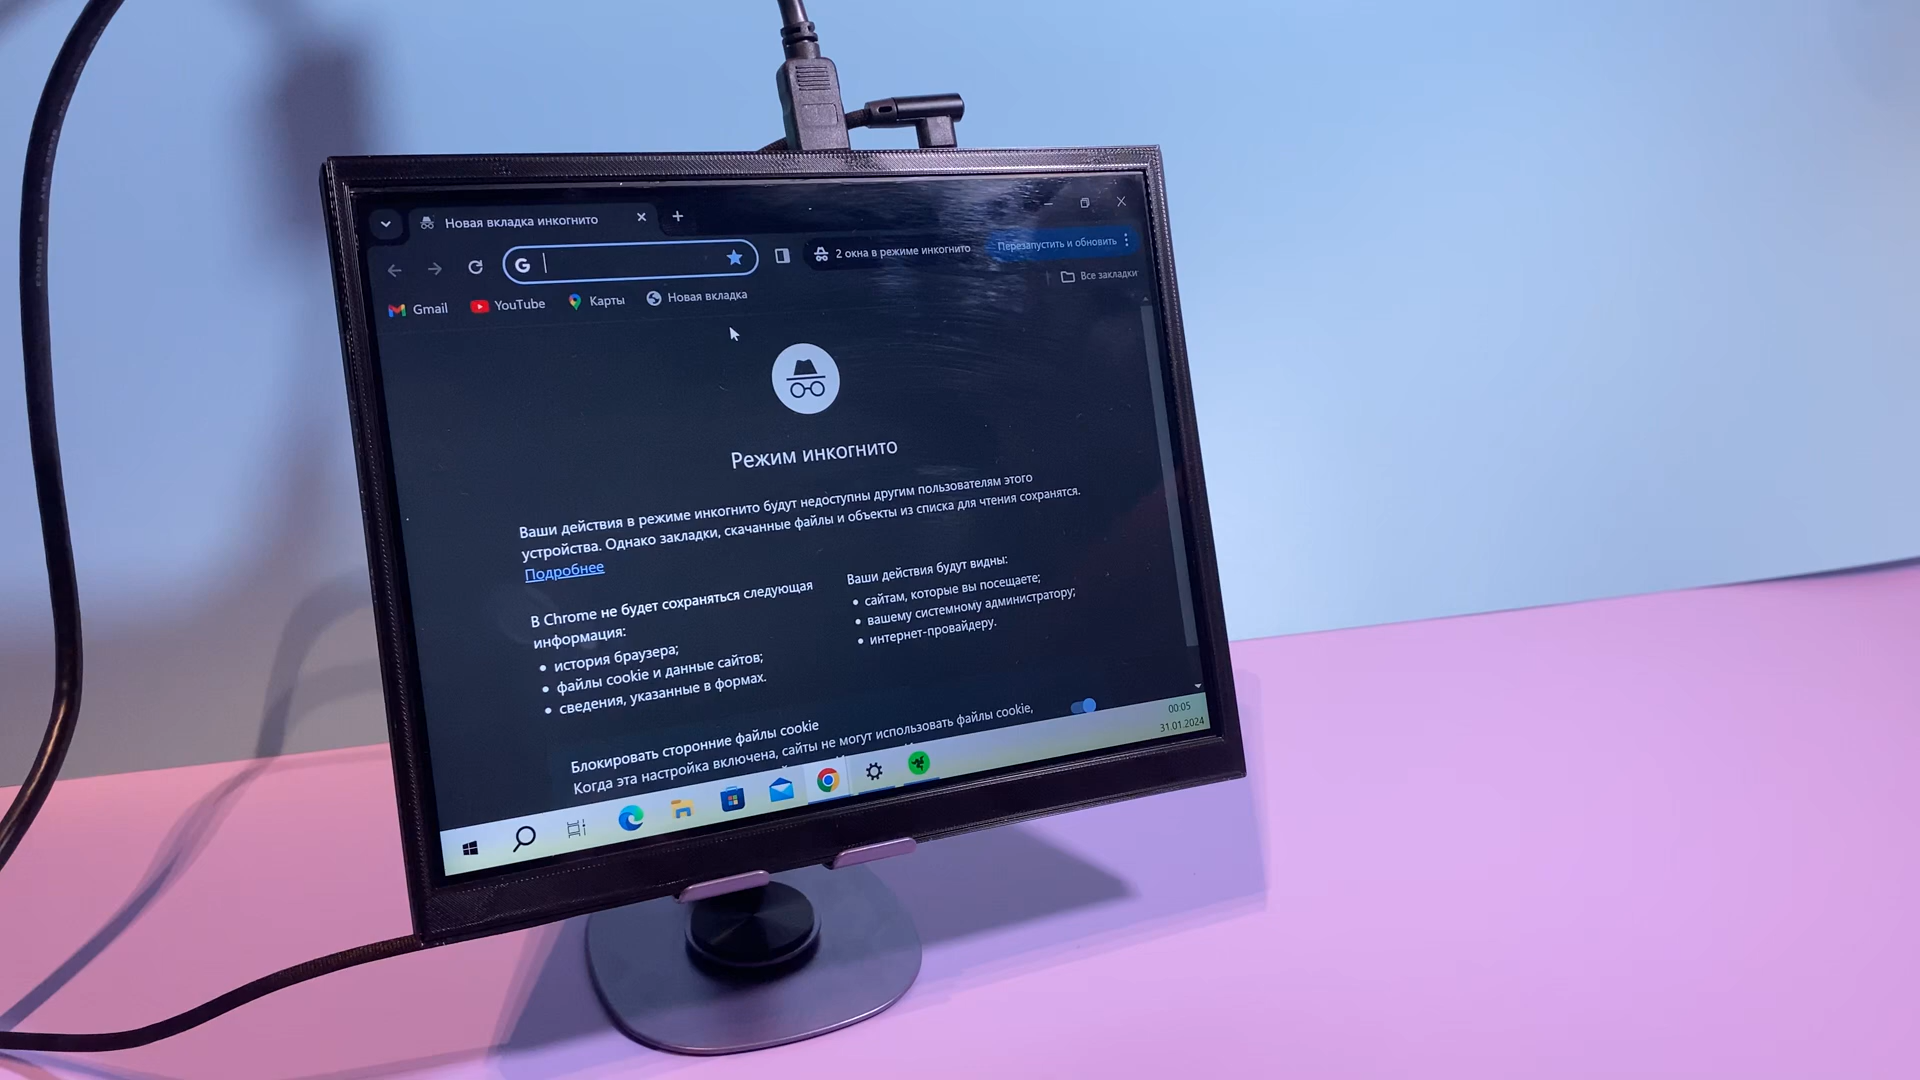 Новая вкладка инкогнито
2 окна в режиме инкогнито
Перезапустить и обновить
Все закладки
Gmail
YouTube
Карты
Новая вкладка
Режим инкогнито
Ваши действия в режиме инкогнито будут недоступны другим пользователям этого
устройства. Однако закладки, скачанные файлы и объекты из списка для чтения сохранятся.
Подробнее
В Chrome не будет сохраняться следующая
информация:
• история браузера;
• файлы cookie и данные сайтов;
• сведения, указанные в формах.
Ваши действия будут видны:
• сайтам, которые вы посещаете;
• вашему системному администратору;
• интернет-провайдеру.
Блокировать сторонние файлы cookie
Когда эта настройка включена, сайты не могут использовать файлы cookie,
00:05
31.01.2024